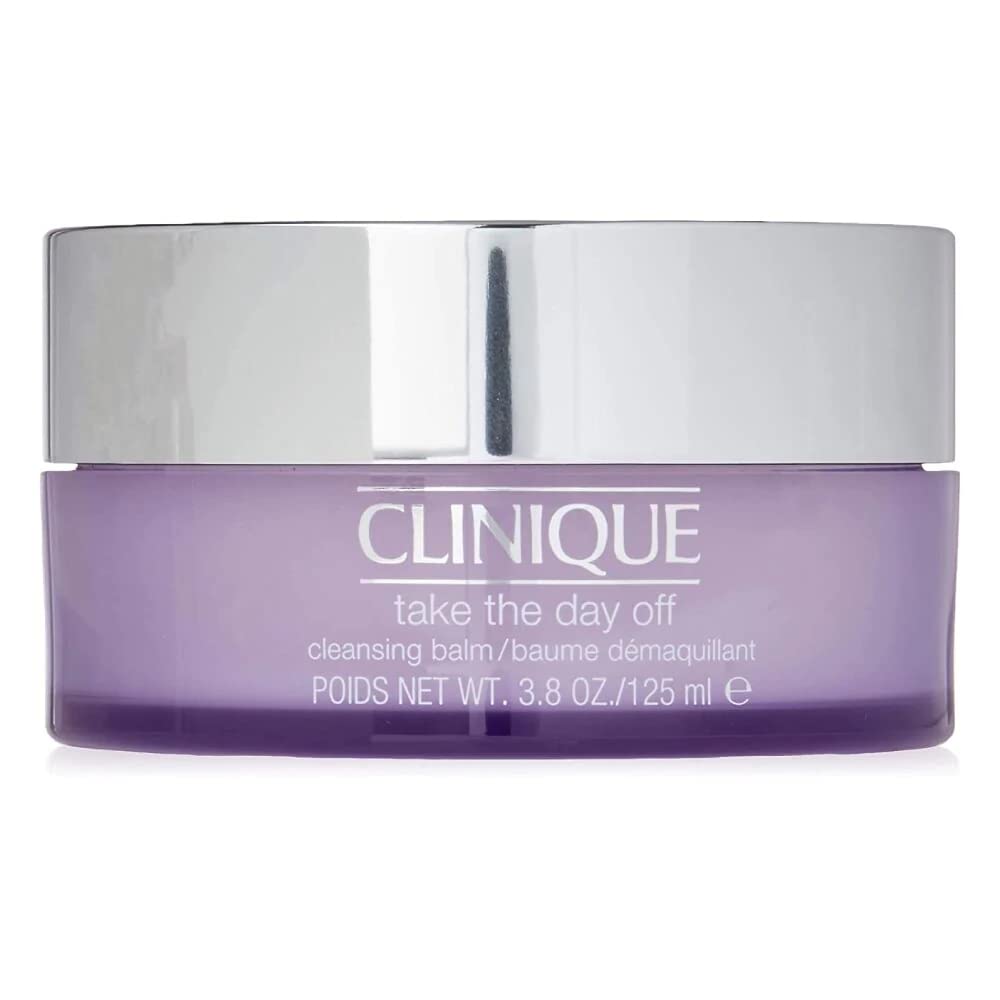 CLINIQUE
take the day off
cleansing balm/baume démaquillant
POIDS NET WT. 3.8 OZ./125 ml ℮